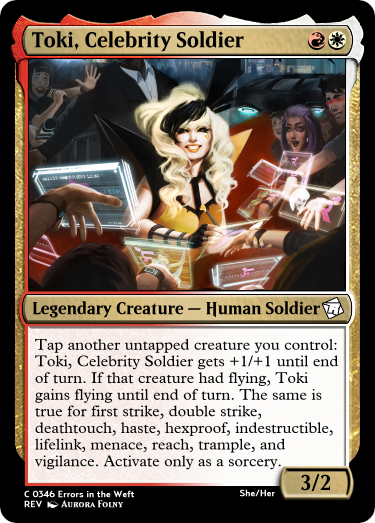 Toki, Celebrity Soldier
Legendary Creature — Human Soldier
Tap another untapped creature you control:
Toki, Celebrity Soldier gets +1/+1 until end
of turn. If that creature had flying, Toki
gains flying until end of turn. The same is
true for first strike, double strike,
deathtouch, haste, hexproof, indestructible,
lifelink, menace, reach, trample, and
vigilance. Activate only as a sorcery.
3/2
C 0346 Errors in the Weft
She/Her
REV Aurora Folny